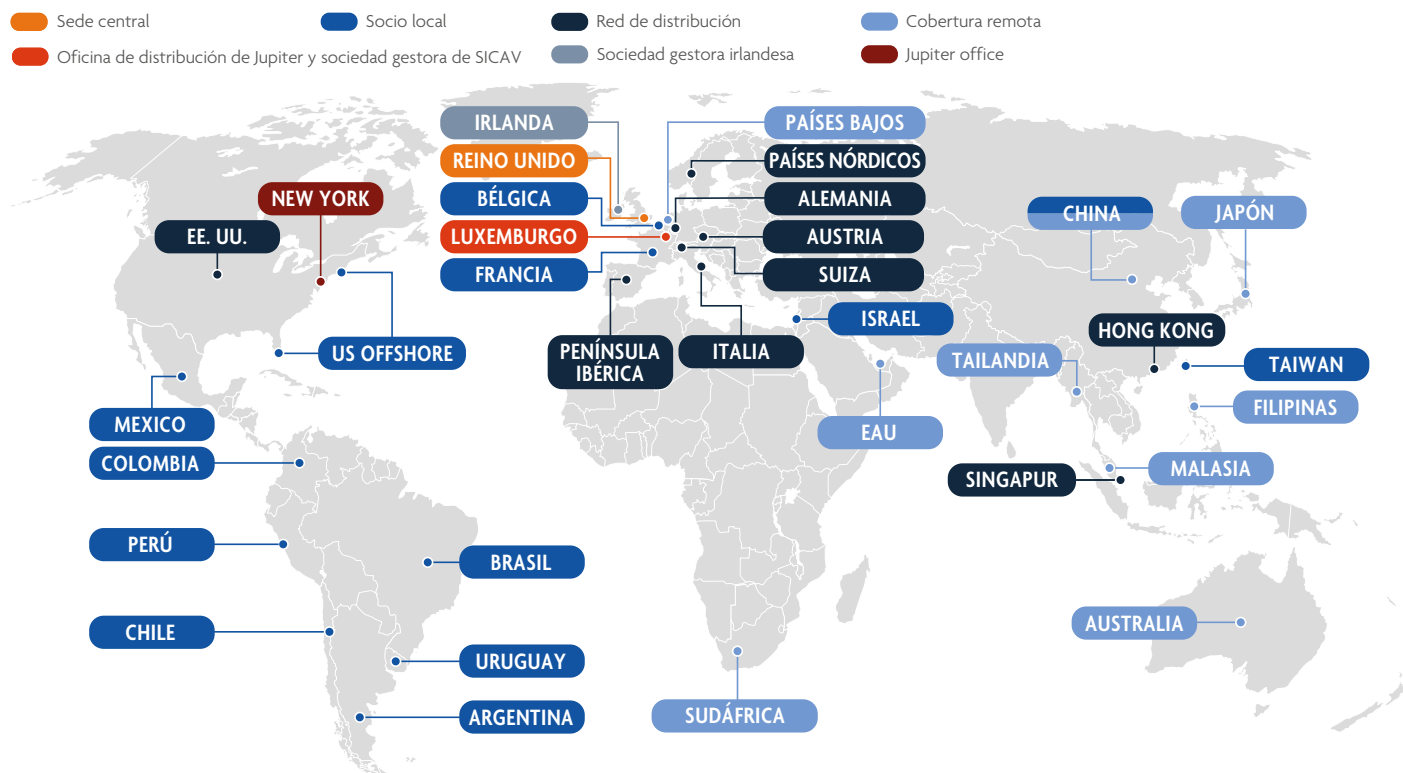 Sede central
Socio local
Red de distribución
Cobertura remota
Oficina de distribución de Jupiter y sociedad gestora de SICAV
Sociedad gestora irlandesa
Jupiter office
IRLANDA
PAÍSES BAJOS
REINO UNIDO
PAÍSES NÓRDICOS
NEW YORK
BÉLGICA
ALEMANIA
CHINA
JAPÓN
EE. UU.
LUXEMBURGO
AUSTRIA
FRANCIA
SUIZA
ISRAEL
HONG KONG
US OFFSHORE
PENÍNSULA
IBÉRICA
ITALIA
TAILANDIA
TAIWAN
FILIPINAS
MEXICO
EAU
COLOMBIA
MALASIA
SINGAPUR
PERÚ
BRASIL
CHILE
AUSTRALIA
URUGUAY
ARGENTINA
SUDÁFRICA